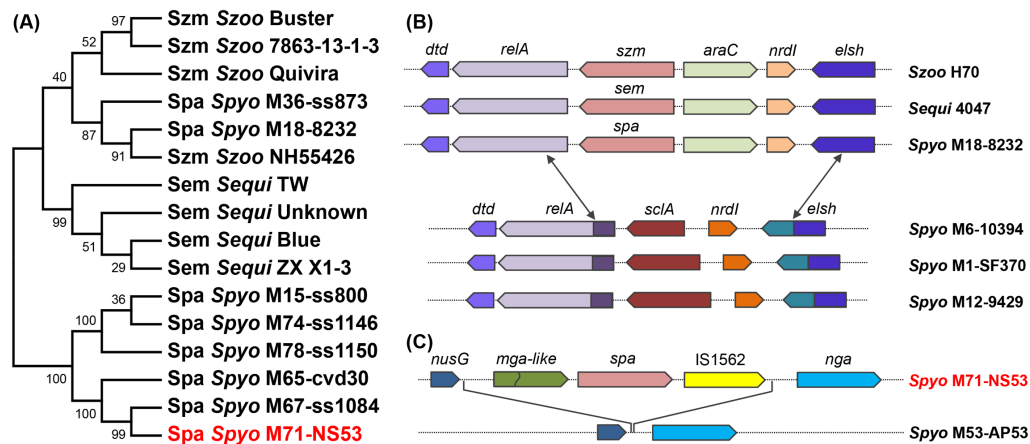 (A)
97
Szm Szoo Buster
52
Szm Szoo 7863-13-1-3
40
Szm Szoo Quivira
Spa Spyo M36-ss873
87
Spa Spyo M18-8232
91
Szm Szoo NH55426
Sem Sequi TW
99
Sem Sequi Unknown
51
Sem Sequi Blue
29
Sem Sequi ZX X1-3
36
Spa Spyo M15-ss800
100
Spa Spyo M74-ss1146
Spa Spyo M78-ss1150
100
Spa Spyo M65-cvd30
100
Spa Spyo M67-ss1084
99
Spa Spyo M71-NS53
(B)
dtd relA szm araC nrdI elsh
Szoo H70
sem
Sequi 4047
spa
Spyo M18-8232
dtd relA sclA nrdI elsh
Spyo M6-10394
Spyo M1-SF370
Spyo M12-9429
(C)
nusG mga-like spa IS1562 nga
Spyo M71-NS53
Spyo M53-AP53